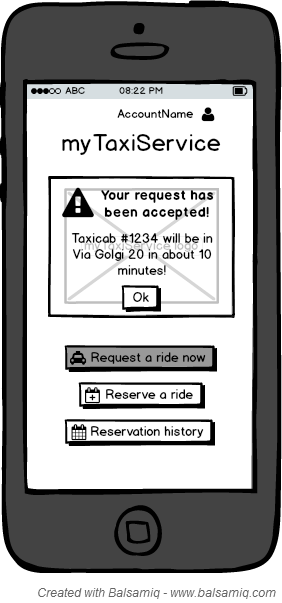 ABC 08:22 PM
AccountName
myTaxiService
Your request has
been accepted!
Taxicab #1234 will be in
myTaxiService logo
Via Golgi 20 in about 10
minutes!
Ok
Request a ride now
Reserve a ride
Reservation history
Created with Balsamiq - www.balsamiq.com